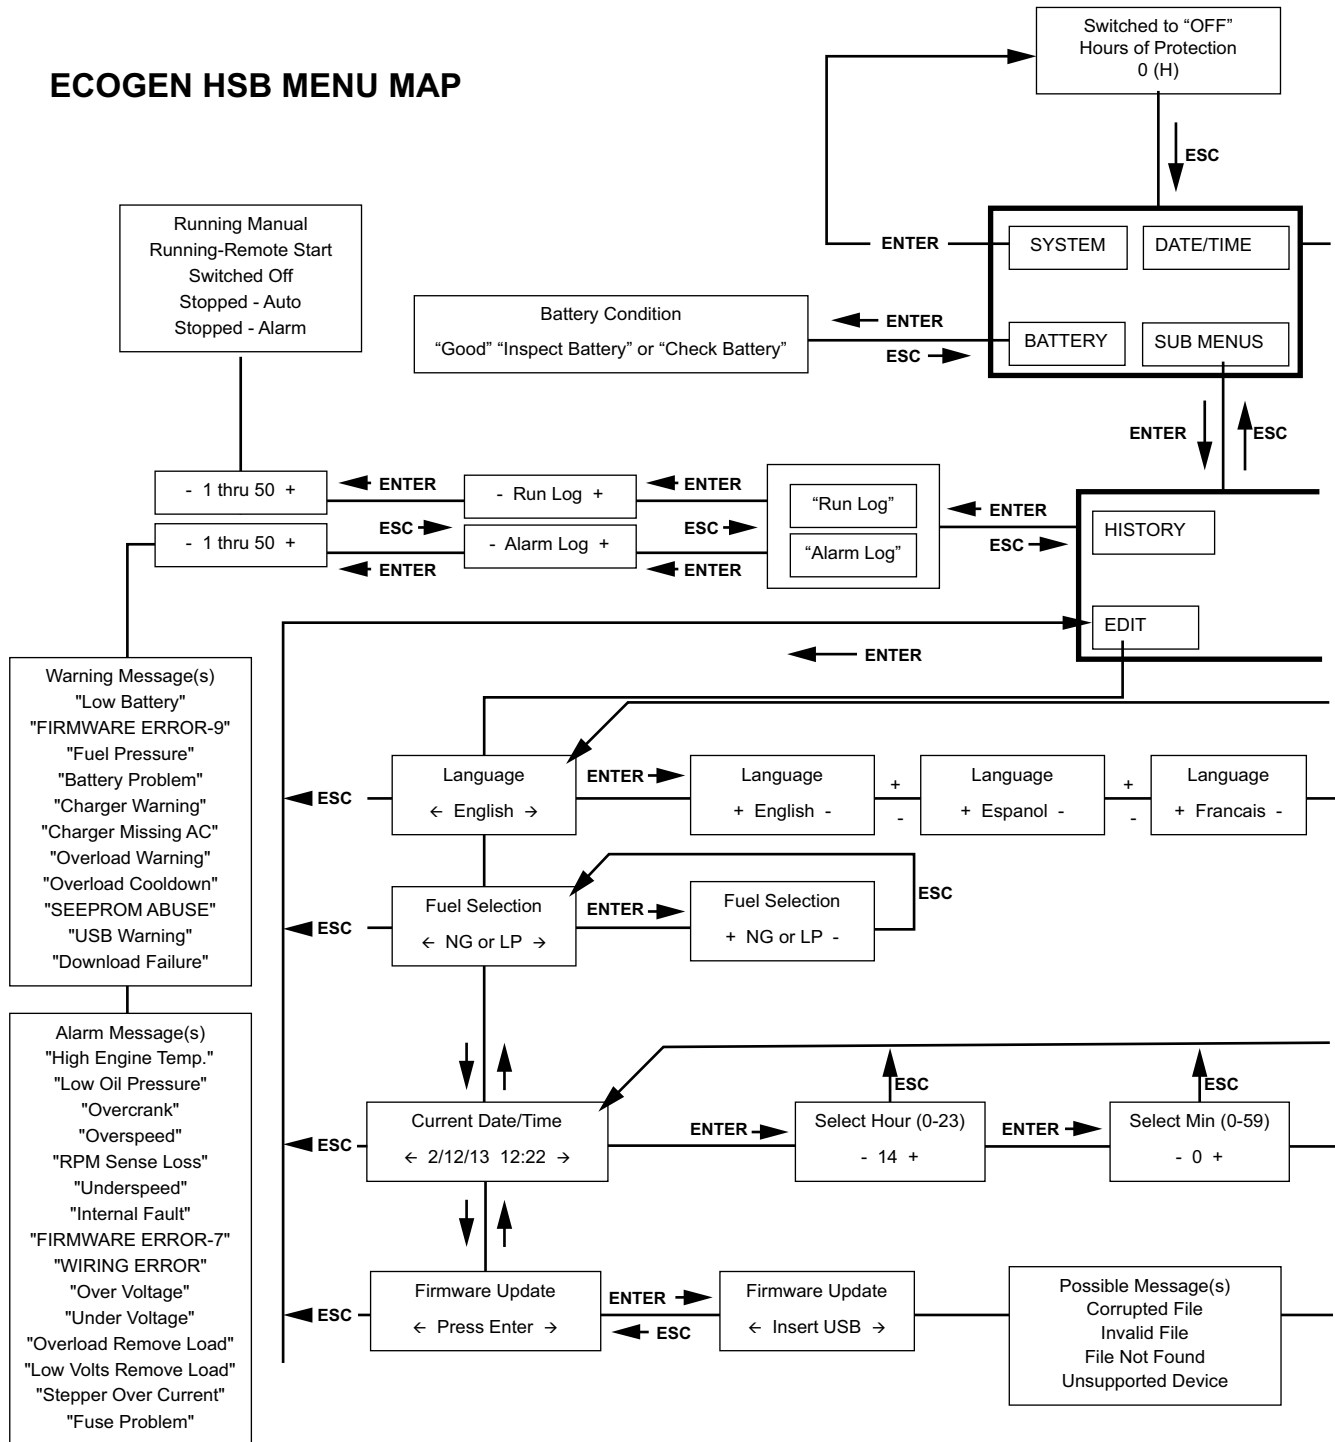 ECOGEN HSB MENU MAP
Switched to “OFF”
Hours of Protection
0 (H)
ESC
ENTER
SYSTEM
DATE/TIME
BATTERY
SUB MENUS
Running Manual
Running-Remote Start
Switched Off
Stopped - Auto
Stopped - Alarm
Battery Condition
“Good” “Inspect Battery” or “Check Battery”
ENTER
ESC
ENTER
ESC
- 1 thru 50 +
ENTER
- Run Log +
ENTER
“Run Log”
“Alarm Log”
ENTER
ESC
HISTORY
EDIT
ESC
ESC
- 1 thru 50 +
ENTER
- Alarm Log +
ENTER
ENTER
Warning Message(s)
"Low Battery"
"FIRMWARE ERROR-9"
"Fuel Pressure"
"Battery Problem"
"Charger Warning"
"Charger Missing AC"
"Overload Warning"
"Overload Cooldown"
"SEEPROM ABUSE"
"USB Warning"
"Download Failure"
Alarm Message(s)
"High Engine Temp."
"Low Oil Pressure"
"Overcrank"
"Overspeed"
"RPM Sense Loss"
"Underspeed"
"Internal Fault"
"FIRMWARE ERROR-7"
"WIRING ERROR"
"Over Voltage"
"Under Voltage"
"Overload Remove Load"
"Low Volts Remove Load"
"Stepper Over Current"
"Fuse Problem"
ESC
Language
← English →
ENTER
Language
+ English -
+
-
Language
+ Espanol -
+
-
Language
+ Francais -
ESC
Fuel Selection
← NG or LP →
ENTER
Fuel Selection
+ NG or LP -
ESC
ESC
Current Date/Time
← 2/12/13 12:22 →
ENTER
ESC
Select Hour (0-23)
- 14 +
ENTER
ESC
Select Min (0-59)
- 0 +
ESC
Firmware Update
← Press Enter →
ENTER
ESC
Firmware Update
← Insert USB →
Possible Message(s)
Corrupted File
Invalid File
File Not Found
Unsupported Device